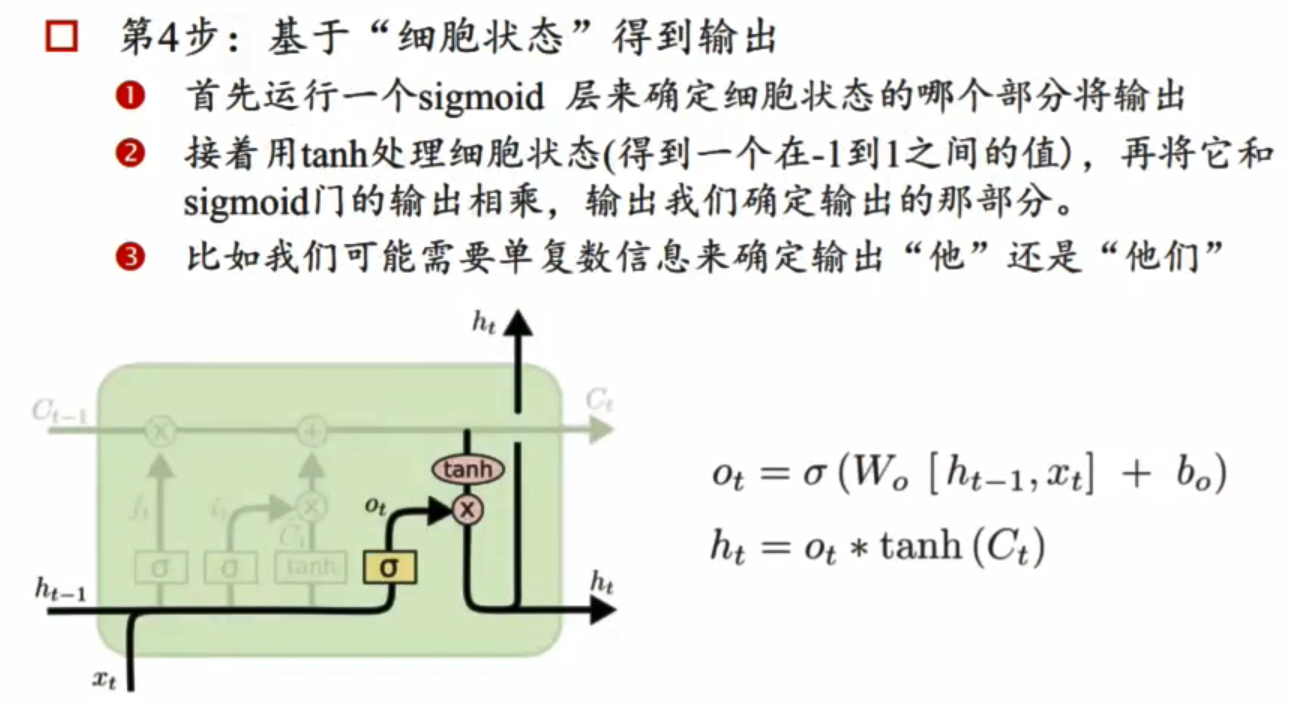 第4步：基于“细胞状态”得到输出
❶ 首先运行一个sigmoid 层来确定细胞状态的哪个部分将输出
❷ 接着用tanh处理细胞状态(得到一个在-1到1之间的值)，再将它和
sigmoid门的输出相乘，输出我们确定输出的那部分。
❸ 比如我们可能需要单复数信息来确定输出“他”还是“他们”
h_t
C_{t-1}
C_t
× +
tanh
f_t i_t × o_t ×
C̃_t
σ σ tanh σ
h_{t-1}
h_t
x_t
o_t = σ (W_o [h_{t-1}, x_t] + b_o)
h_t = o_t * tanh (C_t)